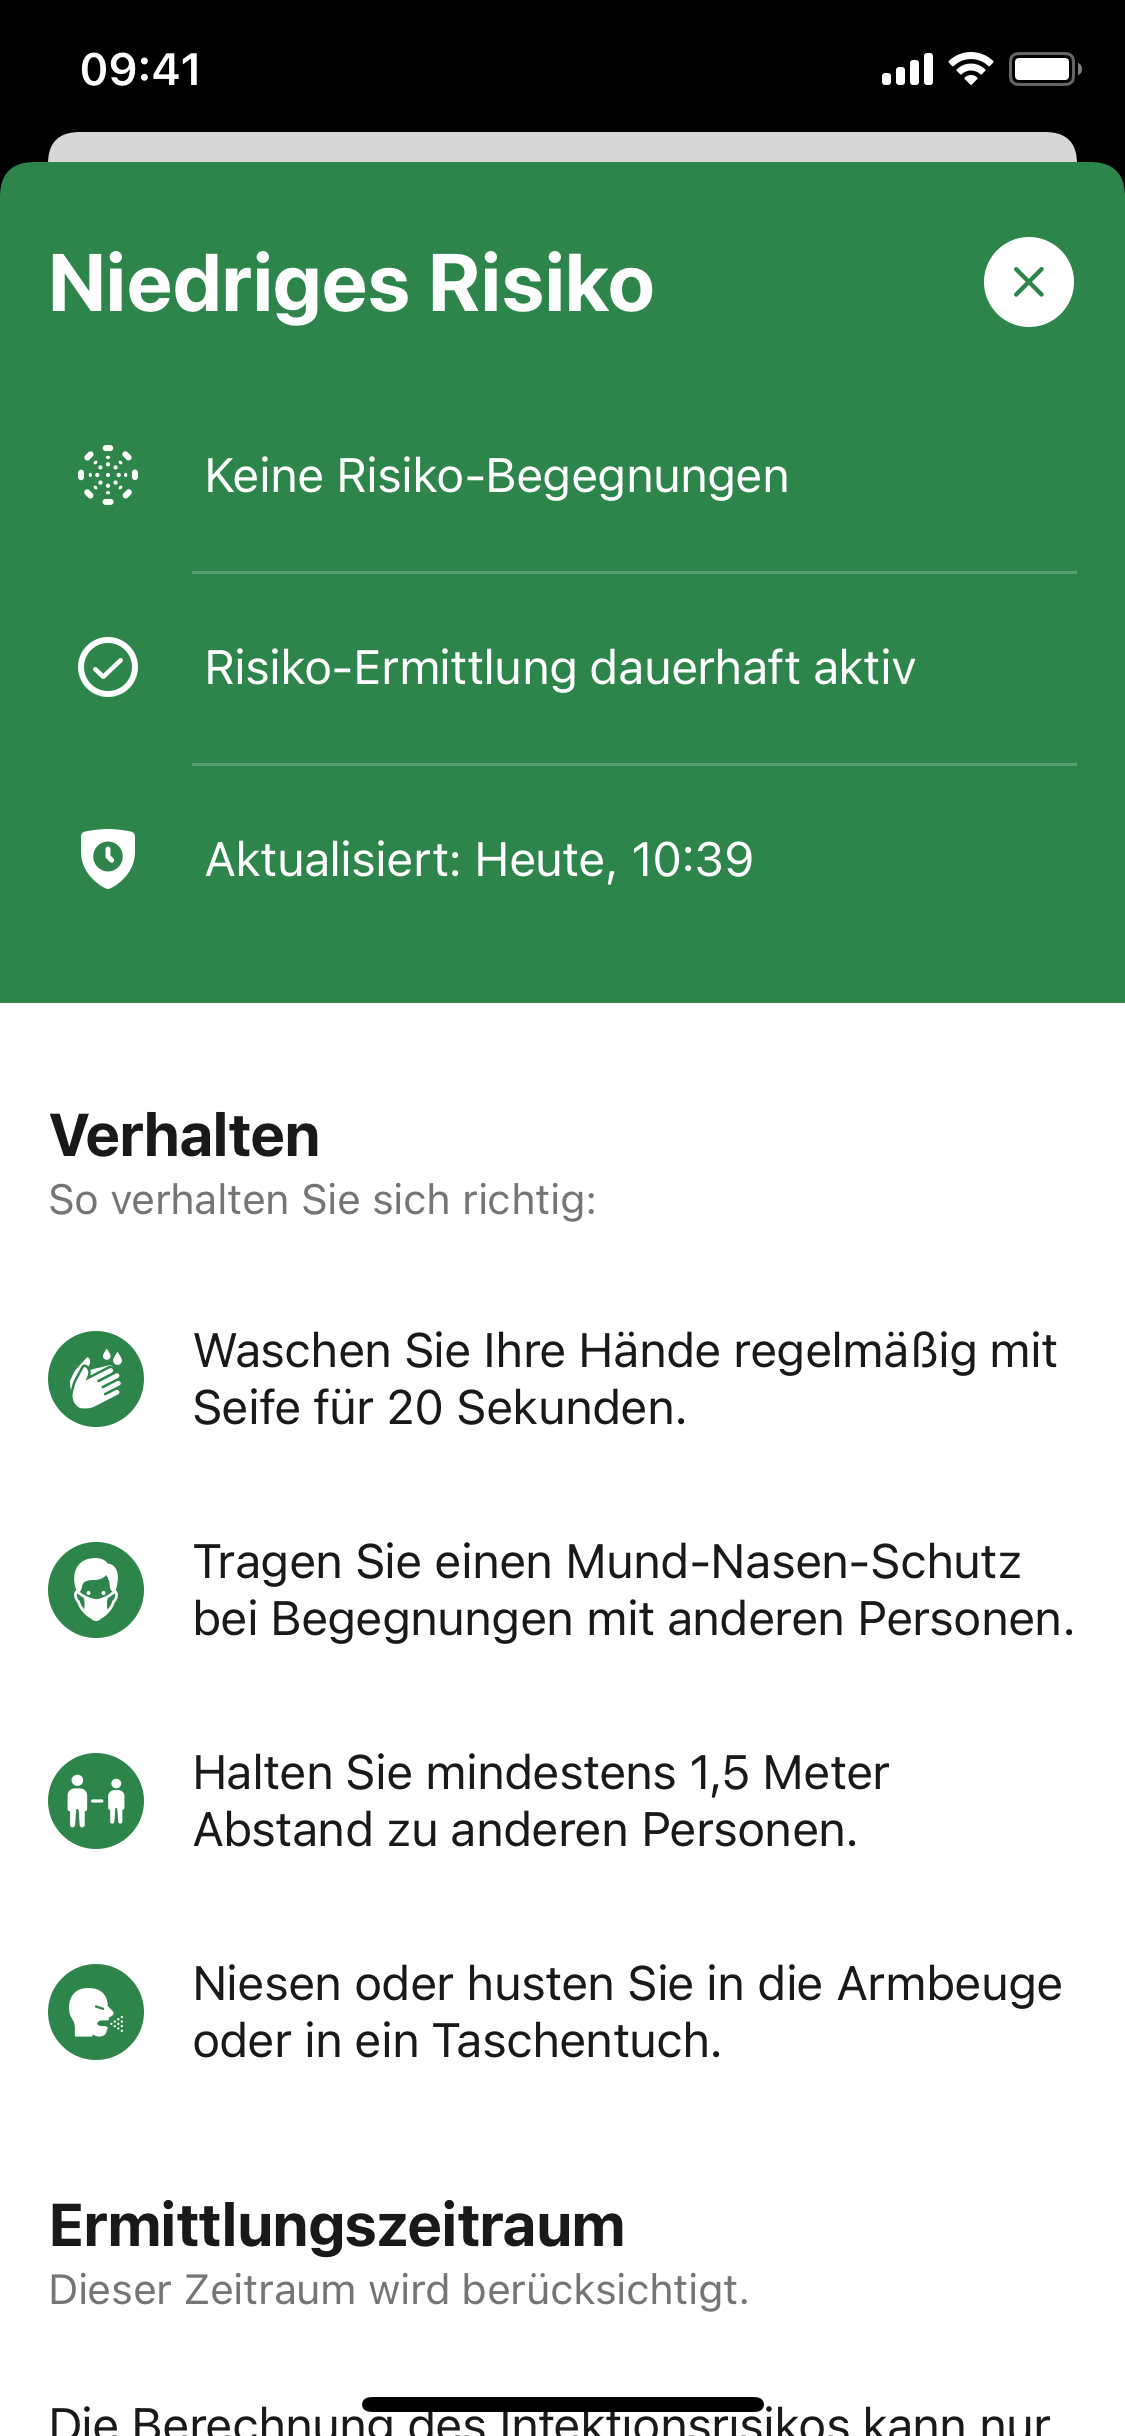 09:41
Niedriges Risiko
Keine Risiko-Begegnungen
Risiko-Ermittlung dauerhaft aktiv
Aktualisiert: Heute, 10:39
Verhalten
So verhalten Sie sich richtig:
Waschen Sie Ihre Hände regelmäßig mit
Seife für 20 Sekunden.
Tragen Sie einen Mund-Nasen-Schutz
bei Begegnungen mit anderen Personen.
Halten Sie mindestens 1,5 Meter
Abstand zu anderen Personen.
Niesen oder husten Sie in die Armbeuge
oder in ein Taschentuch.
Ermittlungszeitraum
Dieser Zeitraum wird berücksichtigt.
Die Berechnung des Infektionsrisikos kann nur